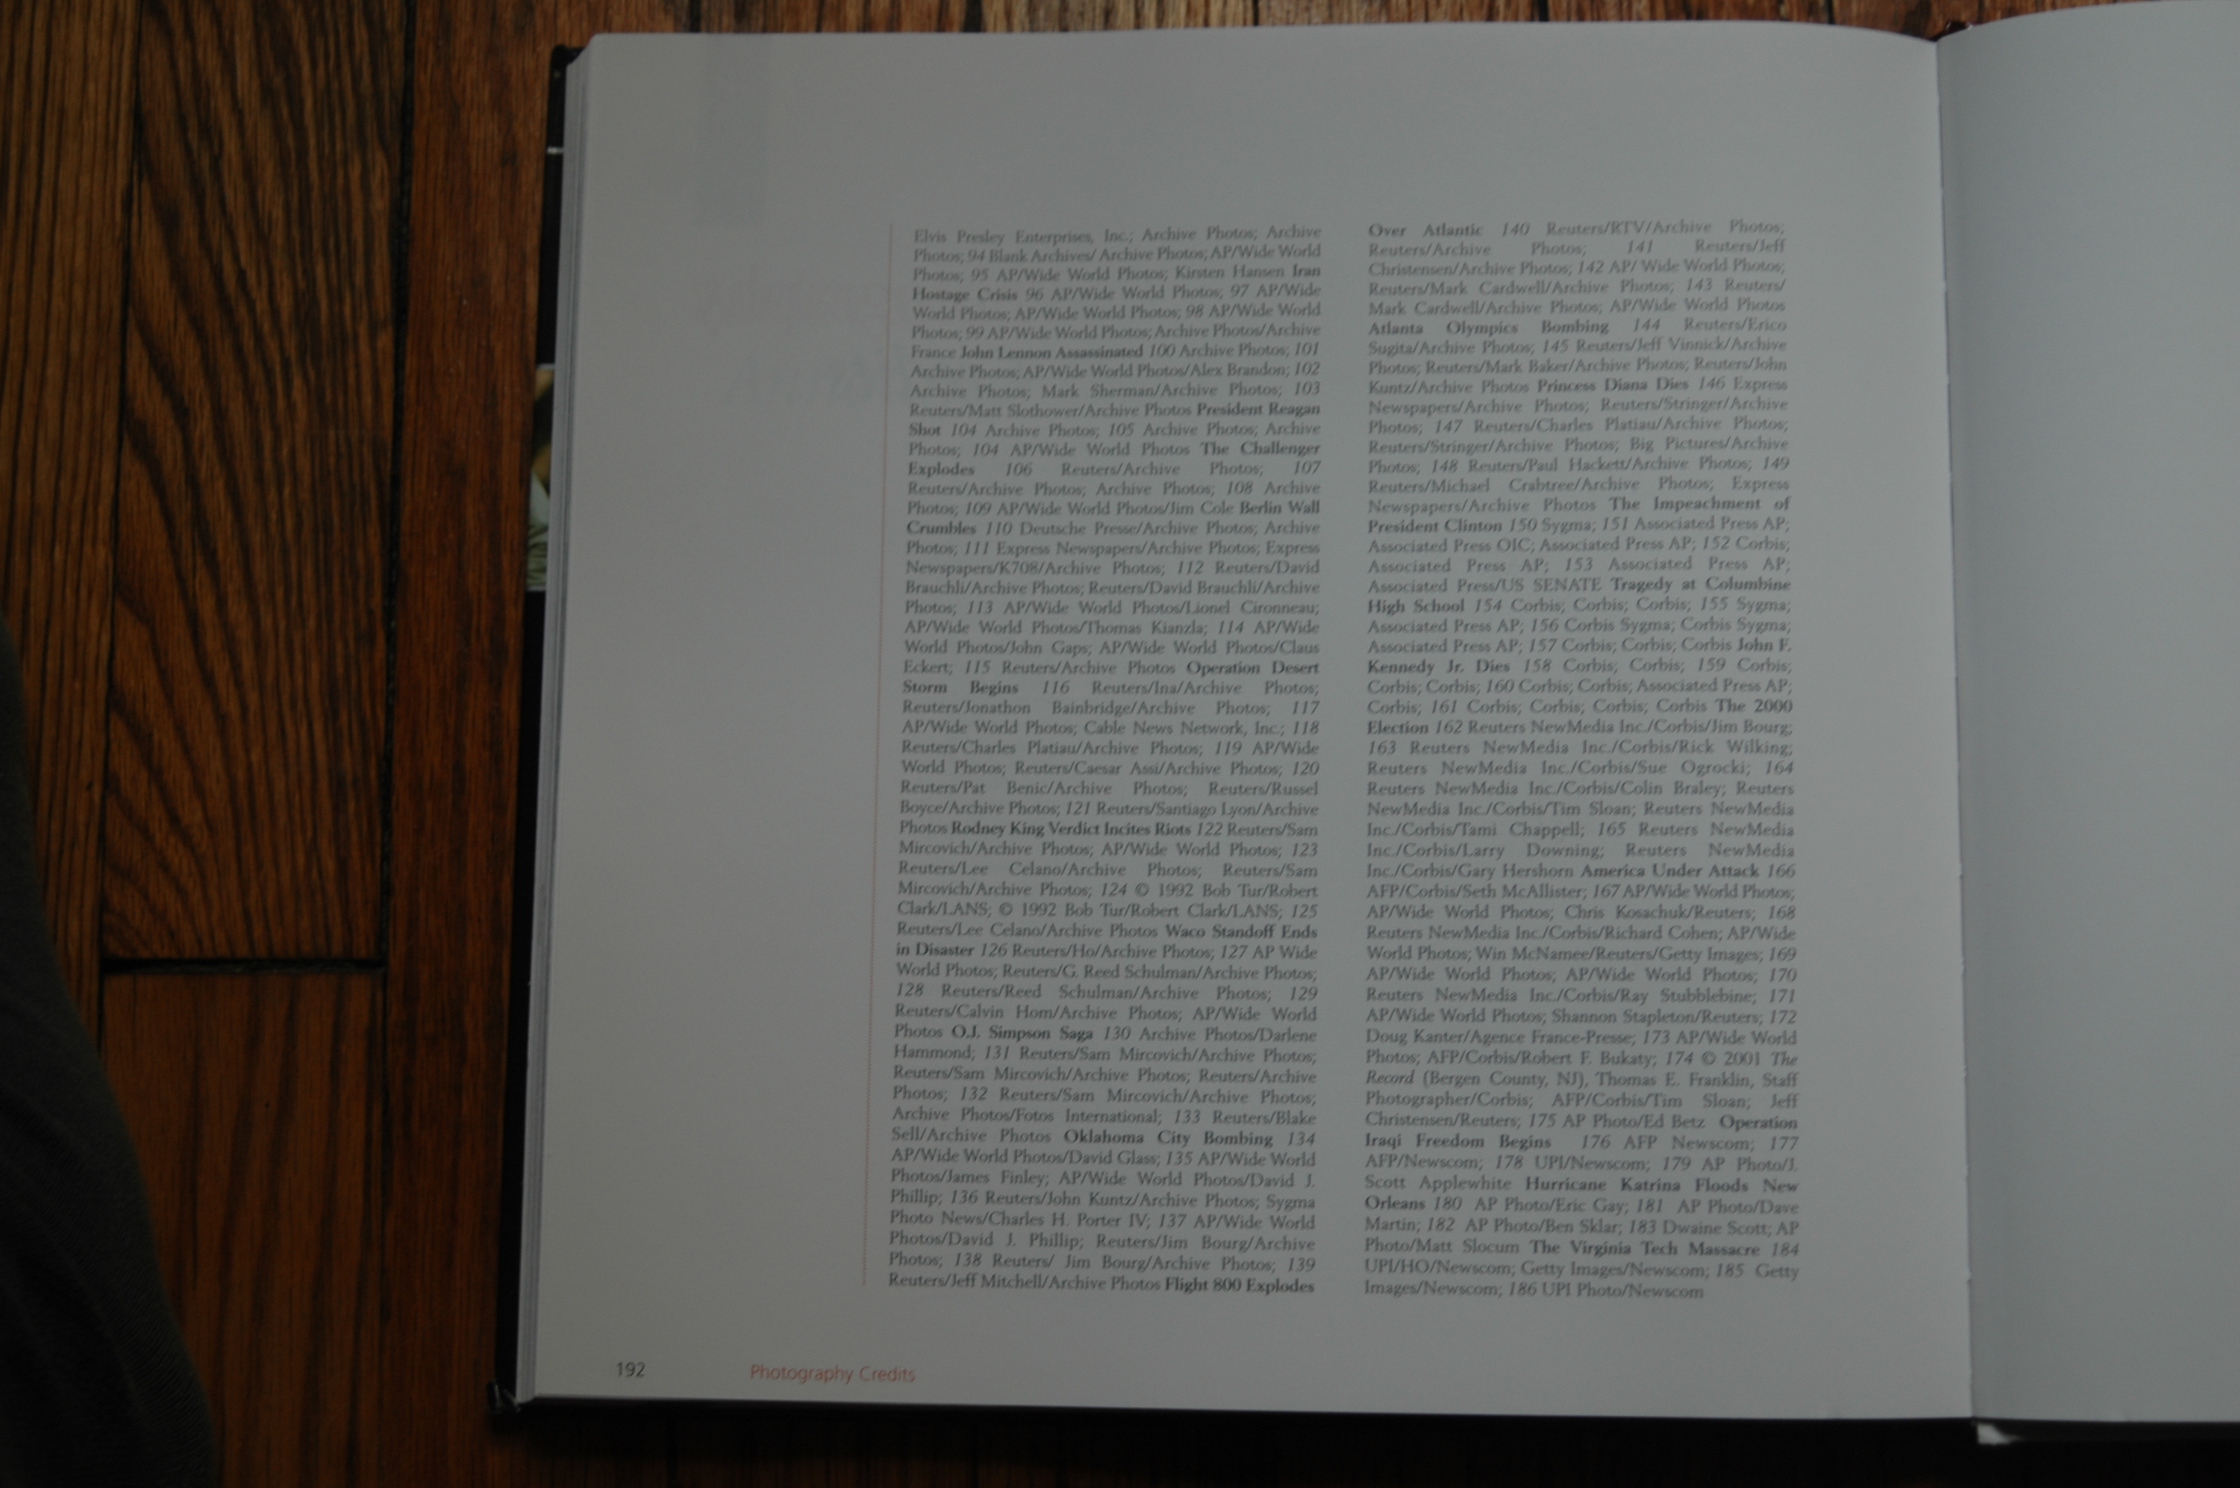 Elvis Presley Enterprises, Inc.; Archive Photos; Archive
Photos; 94 Blank Archives/ Archive Photos; AP/Wide World
Photos; 95 AP/Wide World Photos; Kirsten Hansen Iran
Hostage Crisis 96 AP/Wide World Photos; 97 AP/Wide
World Photos; AP/Wide World Photos; 98 AP/Wide World
Photos; 99 AP/Wide World Photos; Archive Photos/Archive
France John Lennon Assassinated 100 Archive Photos; 101
Archive Photos; AP/Wide World Photos/Alex Brandon; 102
Archive Photos; Mark Sherman/Archive Photos; 103
Reuters/Matt Slothower/Archive Photos President Reagan
Shot 104 Archive Photos; 105 Archive Photos; Archive
Photos; 104 AP/Wide World Photos The Challenger
Explodes 106 Reuters/Archive Photos; 107
Reuters/Archive Photos; Archive Photos; 108 Archive
Photos; 109 AP/Wide World Photos/Jim Cole Berlin Wall
Crumbles 110 Deutsche Presse/Archive Photos; Archive
Photos; 111 Express Newspapers/Archive Photos; Express
Newspapers/K708/Archive Photos; 112 Reuters/David
Brauchli/Archive Photos; Reuters/David Brauchli/Archive
Photos; 113 AP/Wide World Photos/Lionel Cironneau;
AP/Wide World Photos/Thomas Kianzla; 114 AP/Wide
World Photos/John Gaps; AP/Wide World Photos/Claus
Eckert; 115 Reuters/Archive Photos Operation Desert
Storm Begins 116 Reuters/Ina/Archive Photos;
Reuters/Jonathon Bainbridge/Archive Photos; 117
AP/Wide World Photos; Cable News Network, Inc.; 118
Reuters/Charles Platiau/Archive Photos; 119 AP/Wide
World Photos; Reuters/Caesar Assi/Archive Photos; 120
Reuters/Pat Benic/Archive Photos; Reuters/Russel
Boyce/Archive Photos; 121 Reuters/Santiago Lyon/Archive
Photos Rodney King Verdict Incites Riots 122 Reuters/Sam
Mircovich/Archive Photos; AP/Wide World Photos; 123
Reuters/Lee Celano/Archive Photos; Reuters/Sam
Mircovich/Archive Photos; 124 © 1992 Bob Tur/Robert
Clark/LANS; © 1992 Bob Tur/Robert Clark/LANS; 125
Reuters/Lee Celano/Archive Photos Waco Standoff Ends
in Disaster 126 Reuters/Ho/Archive Photos; 127 AP Wide
World Photos; Reuters/G. Reed Schulman/Archive Photos;
128 Reuters/Reed Schulman/Archive Photos; 129
Reuters/Calvin Hom/Archive Photos; AP/Wide World
Photos O.J. Simpson Saga 130 Archive Photos/Darlene
Hammond; 131 Reuters/Sam Mircovich/Archive Photos;
Reuters/Sam Mircovich/Archive Photos; Reuters/Archive
Photos; 132 Reuters/Sam Mircovich/Archive Photos;
Archive Photos/Fotos International; 133 Reuters/Blake
Sell/Archive Photos Oklahoma City Bombing 134
AP/Wide World Photos/David Glass; 135 AP/Wide World
Photos/James Finley; AP/Wide World Photos/David J.
Phillip; 136 Reuters/John Kuntz/Archive Photos; Sygma
Photo News/Charles H. Porter IV; 137 AP/Wide World
Photos/David J. Phillip; Reuters/Jim Bourg/Archive
Photos; 138 Reuters/ Jim Bourg/Archive Photos; 139
Reuters/Jeff Mitchell/Archive Photos Flight 800 Explodes
Over Atlantic 140 Reuters/RTV/Archive Photos;
Reuters/Archive Photos; 141 Reuters/Jeff
Christensen/Archive Photos; 142 AP/ Wide World Photos;
Reuters/Mark Cardwell/Archive Photos; 143 Reuters/
Mark Cardwell/Archive Photos; AP/Wide World Photos
Atlanta Olympics Bombing 144 Reuters/Erico
Sugita/Archive Photos; 145 Reuters/Jeff Vinnick/Archive
Photos; Reuters/Mark Baker/Archive Photos; Reuters/John
Kuntz/Archive Photos Princess Diana Dies 146 Express
Newspapers/Archive Photos; Reuters/Stringer/Archive
Photos; 147 Reuters/Charles Platiau/Archive Photos;
Reuters/Stringer/Archive Photos; Big Pictures/Archive
Photos; 148 Reuters/Paul Hackett/Archive Photos; 149
Reuters/Michael Crabtree/Archive Photos; Express
Newspapers/Archive Photos The Impeachment of
President Clinton 150 Sygma; 151 Associated Press AP;
Associated Press OIC; Associated Press AP; 152 Corbis;
Associated Press AP; 153 Associated Press AP;
Associated Press/US SENATE Tragedy at Columbine
High School 154 Corbis; Corbis; Corbis; 155 Sygma;
Associated Press AP; 156 Corbis Sygma; Corbis Sygma;
Associated Press AP; 157 Corbis; Corbis; Corbis John F.
Kennedy Jr. Dies 158 Corbis; Corbis; 159 Corbis;
Corbis; Corbis; 160 Corbis; Corbis; Associated Press AP;
Corbis; 161 Corbis; Corbis; Corbis; Corbis The 2000
Election 162 Reuters NewMedia Inc./Corbis/Jim Bourg;
163 Reuters NewMedia Inc./Corbis/Rick Wilking;
Reuters NewMedia Inc./Corbis/Sue Ogrocki; 164
Reuters NewMedia Inc./Corbis/Colin Braley; Reuters
NewMedia Inc./Corbis/Tim Sloan; Reuters NewMedia
Inc./Corbis/Tami Chappell; 165 Reuters NewMedia
Inc./Corbis/Larry Downing; Reuters NewMedia
Inc./Corbis/Gary Hershorn America Under Attack 166
AFP/Corbis/Seth McAllister; 167 AP/Wide World Photos;
AP/Wide World Photos; Chris Kosachuk/Reuters; 168
Reuters NewMedia Inc./Corbis/Richard Cohen; AP/Wide
World Photos; Win McNamee/Reuters/Getty Images; 169
AP/Wide World Photos; AP/Wide World Photos; 170
Reuters NewMedia Inc./Corbis/Ray Stubblebine; 171
AP/Wide World Photos; Shannon Stapleton/Reuters; 172
Doug Kanter/Agence France-Presse; 173 AP/Wide World
Photos; AFP/Corbis/Robert F. Bukaty; 174 © 2001 The
Record (Bergen County, NJ), Thomas E. Franklin, Staff
Photographer/Corbis; AFP/Corbis/Tim Sloan; Jeff
Christensen/Reuters; 175 AP Photo/Ed Betz Operation
Iraqi Freedom Begins 176 AFP Newscom; 177
AFP/Newscom; 178 UPI/Newscom; 179 AP Photo/J.
Scott Applewhite Hurricane Katrina Floods New
Orleans 180 AP Photo/Eric Gay; 181 AP Photo/Dave
Martin; 182 AP Photo/Ben Sklar; 183 Dwaine Scott; AP
Photo/Matt Slocum The Virginia Tech Massacre 184
UPI/HO/Newscom; Getty Images/Newscom; 185 Getty
Images/Newscom; 186 UPI Photo/Newscom
192 Photography Credits